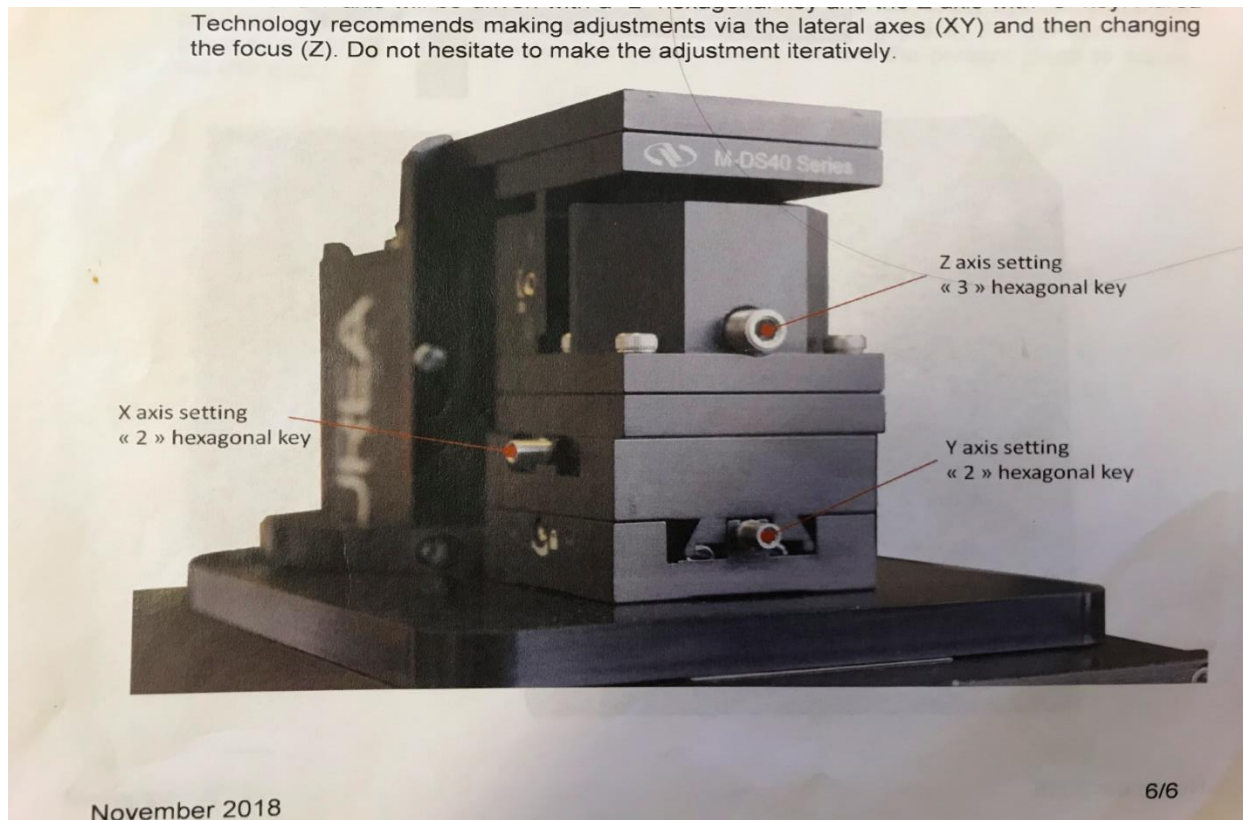 Technology recommends making adjustments via the lateral axes (XY) and then changing
the focus (Z). Do not hesitate to make the adjustment iteratively.
M-DS40 Series
Z axis setting
« 3 » hexagonal key
X axis setting
« 2 » hexagonal key
Y axis setting
« 2 » hexagonal key
November 2018
6/6